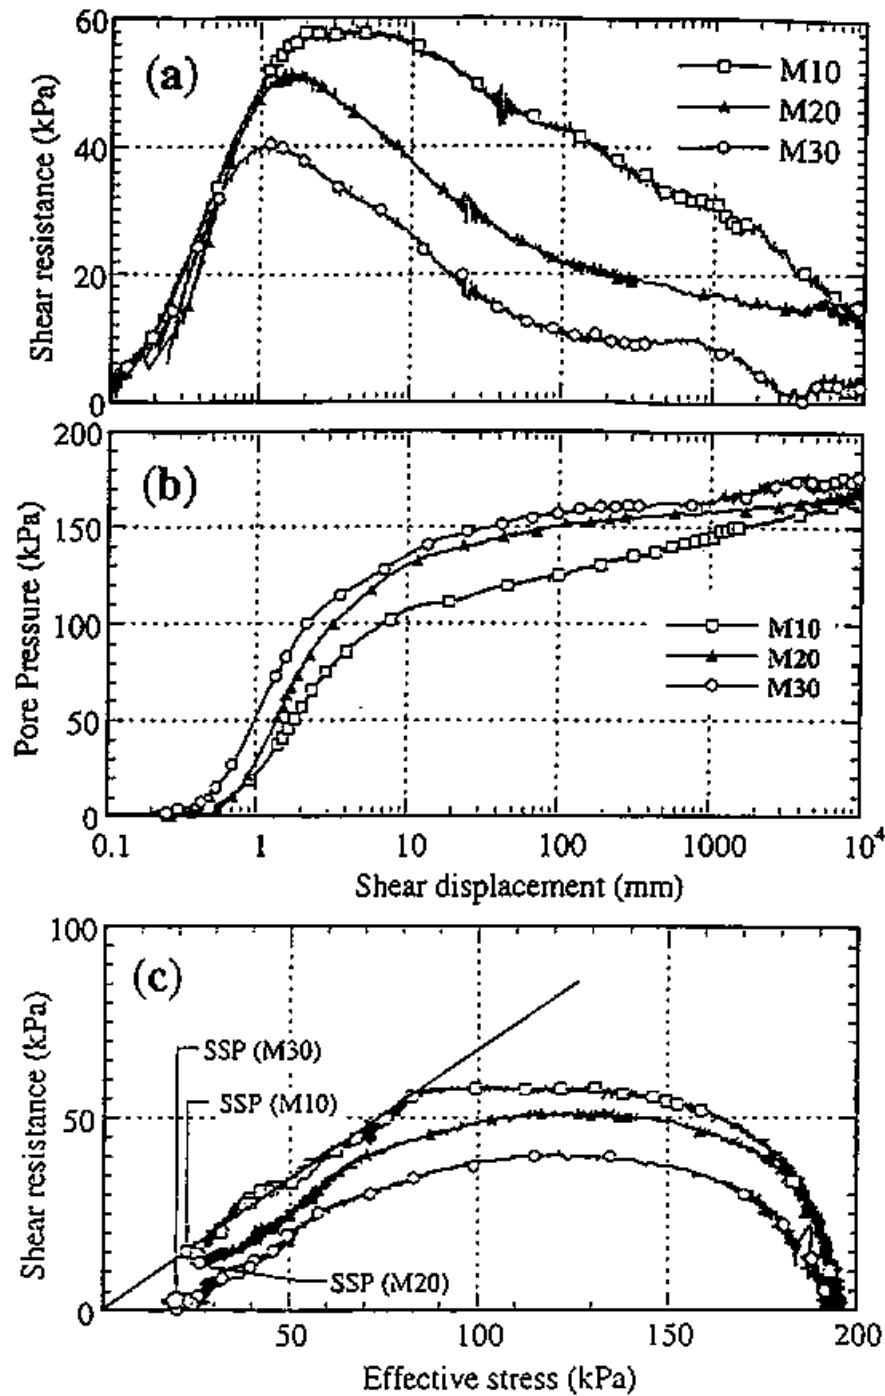 60
(a)
M10
M20
M30
40
20
0
Shear resistance (kPa)
200
(b)
150
100
50
0
M10
M20
M30
Pore Pressure (kPa)
0.1 1 10 100 1000 10⁴
Shear displacement (mm)
100
(c)
SSP (M30)
SSP (M10)
50
SSP (M20)
0
Shear resistance (kPa)
50 100 150 200
Effective stress (kPa)